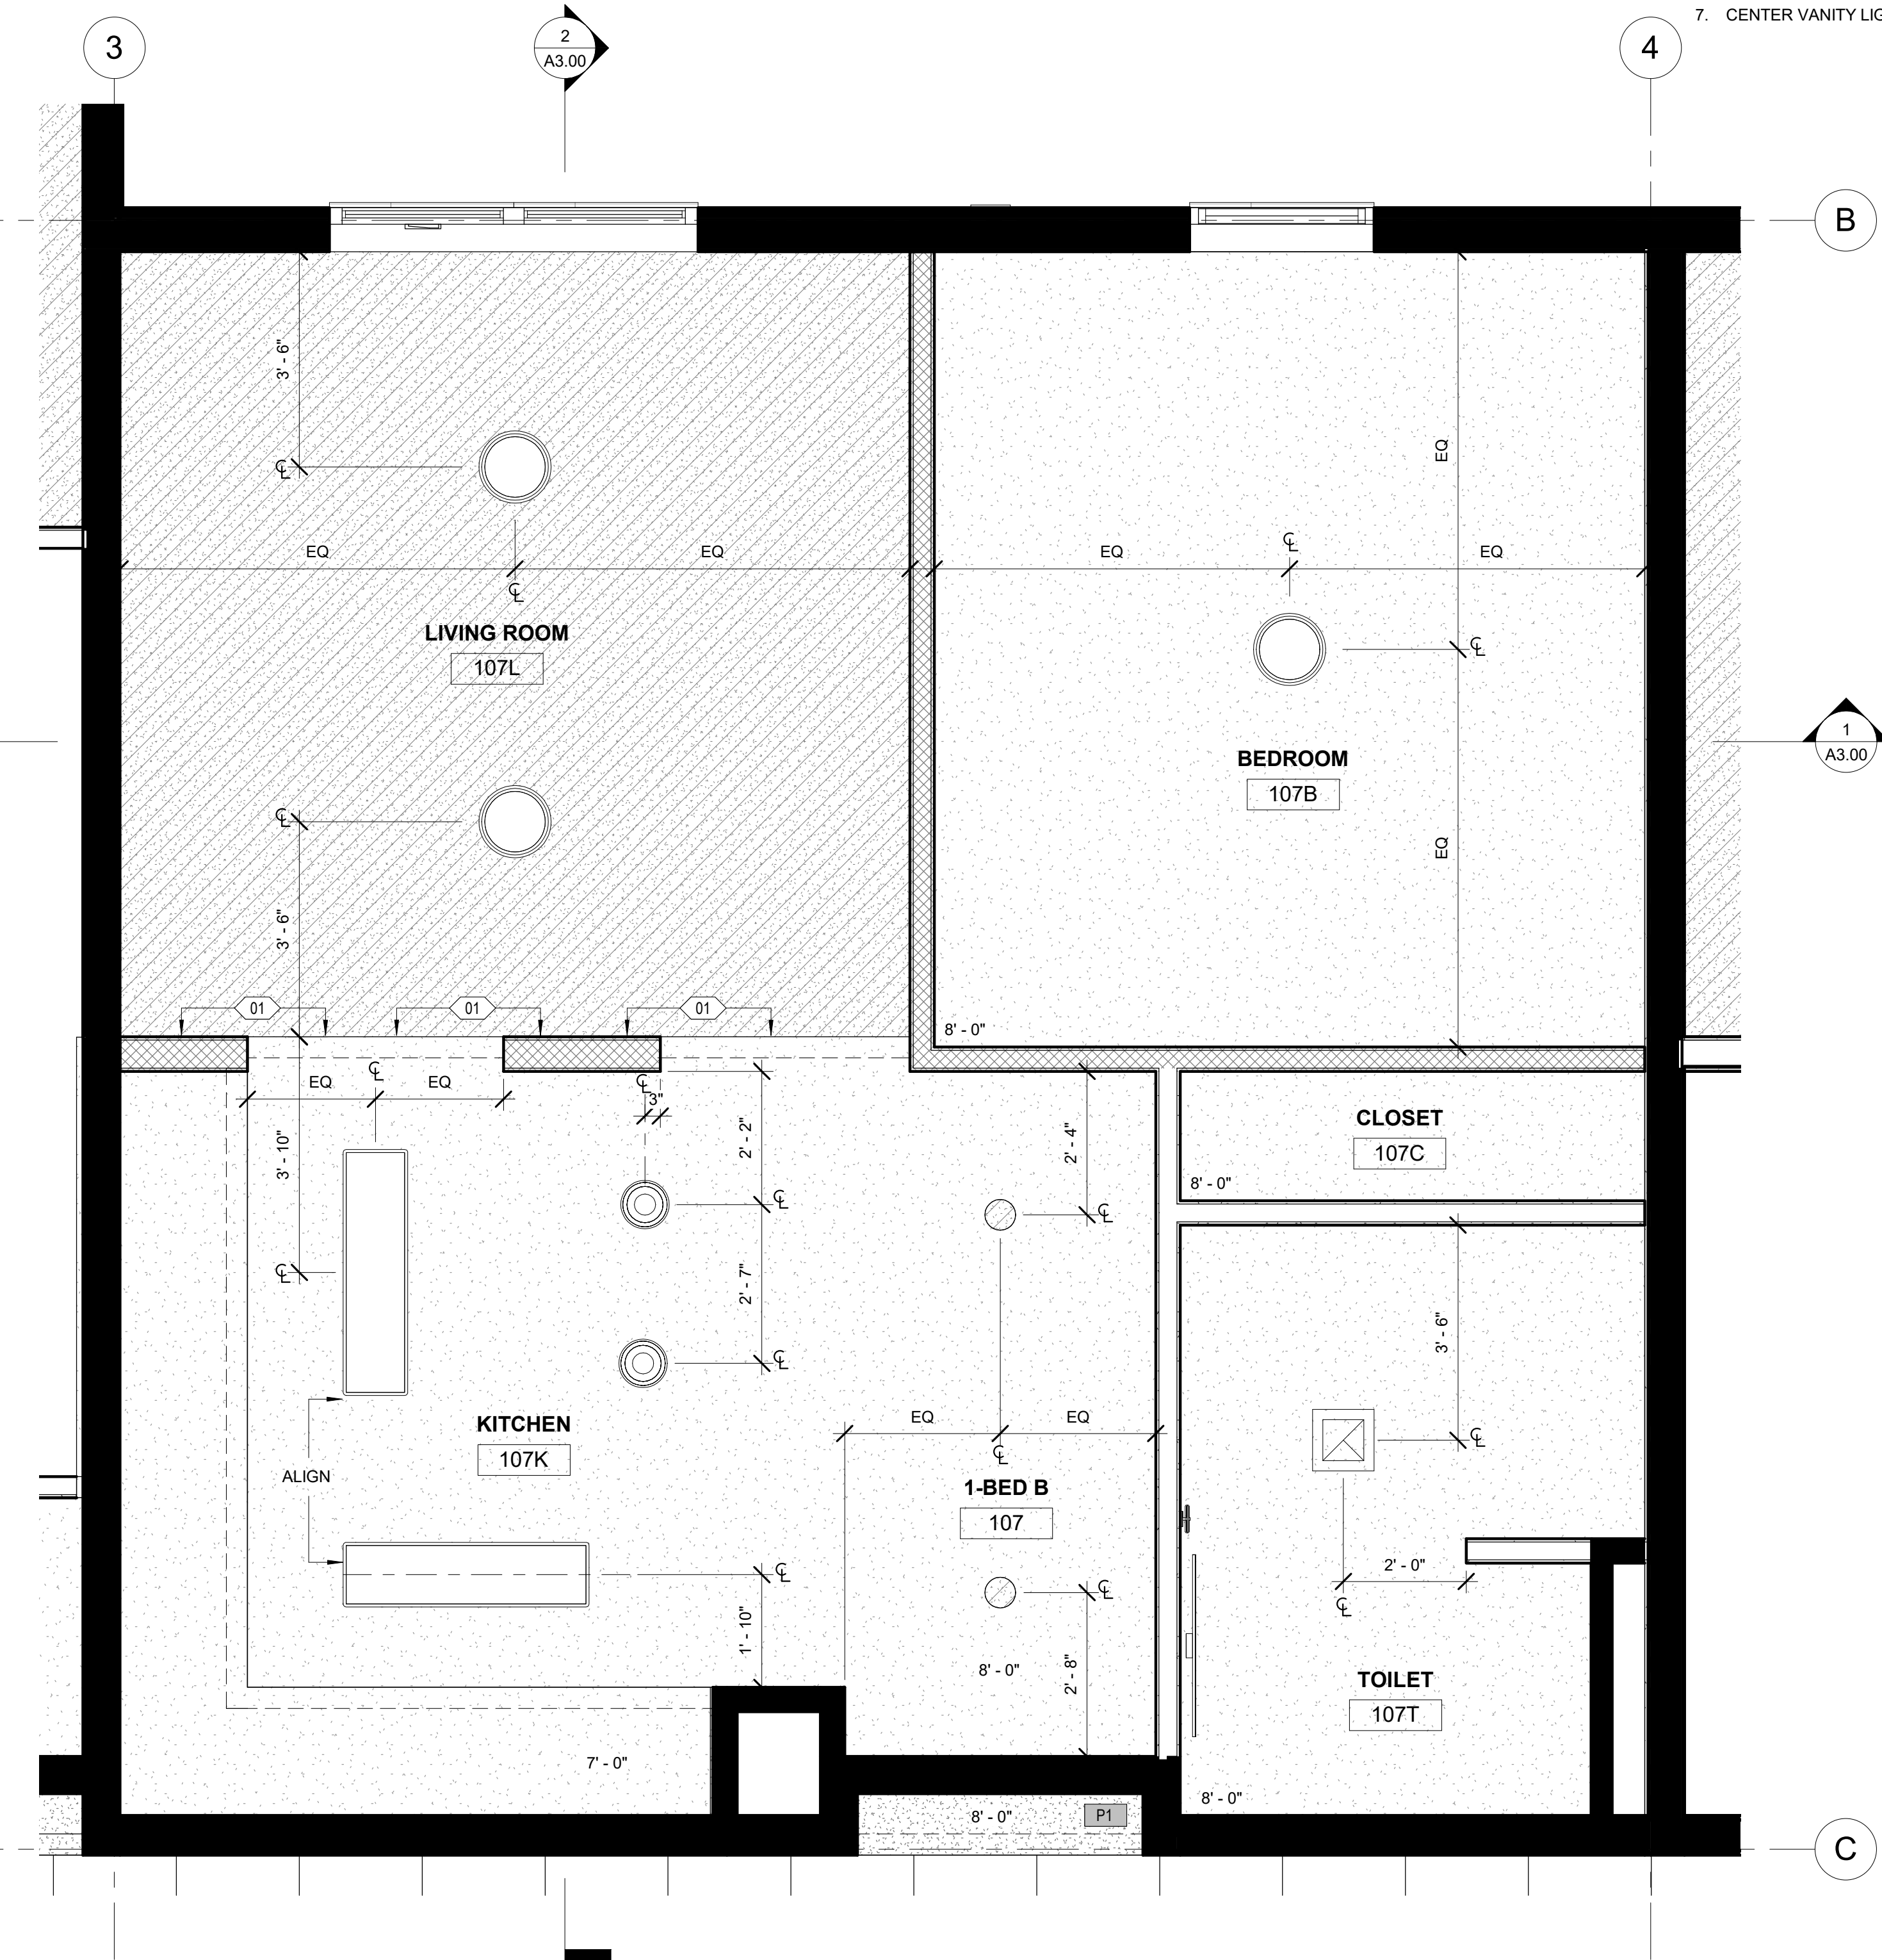 7. CENTER VANITY LIG
3
2
A3.00
4
B
3' - 6"
℄
EQ
EQ
℄
EQ
℄
EQ
EQ
LIVING ROOM
107L
℄
BEDROOM
107B
1
A3.00
℄
3' - 6"
EQ
01
01
01
8' - 0"
EQ
℄
EQ
℄
3"
3' - 10"
2' - 2"
2' - 4"
CLOSET
107C
8' - 0"
℄
℄
℄
2' - 7"
℄
3' - 6"
KITCHEN
107K
EQ
EQ
℄
℄
ALIGN
1-BED B
107
℄
1' - 10"
℄
2' - 0"
℄
8' - 0"
2' - 8"
TOILET
107T
7' - 0"
8' - 0"
8' - 0"
P1
C